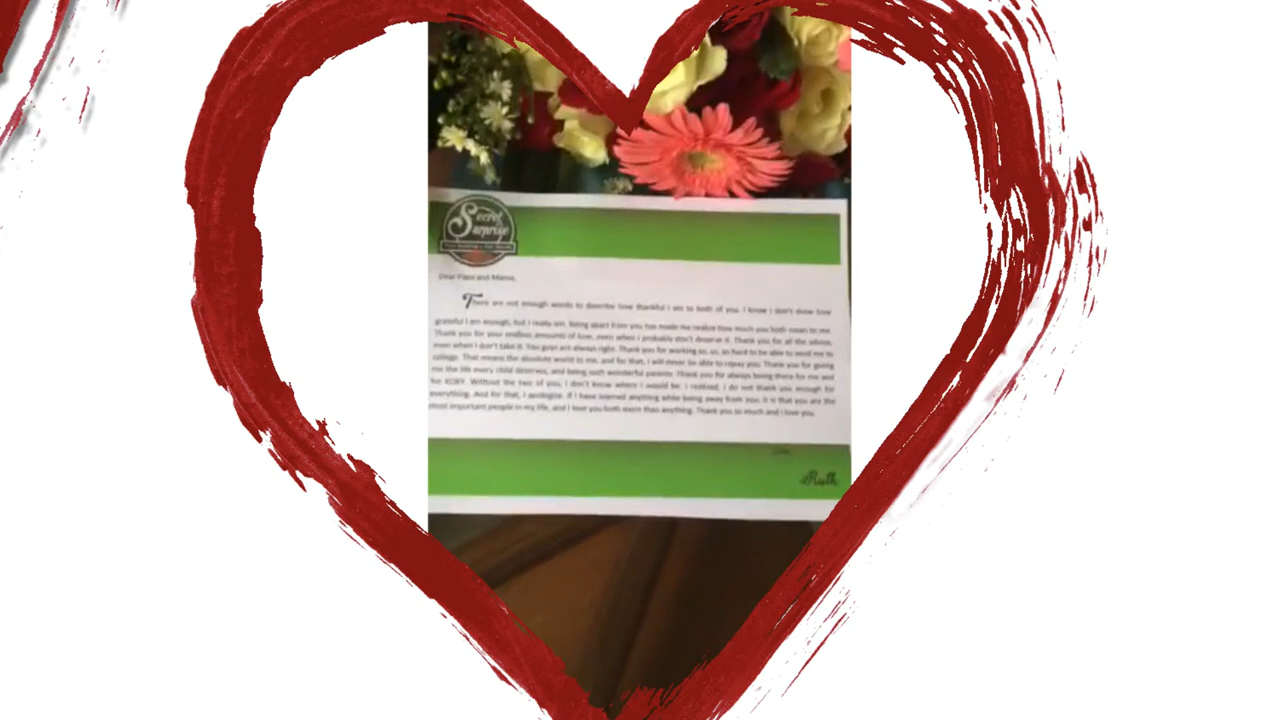 Secret
Surprise
Dear Papa and Mama,
There are not enough words to describe how thankful I am to both of you. I know I don't show how
grateful I am enough, but I really am. Being apart from you has made me realize how much you both mean to me.
Thank you for your endless amounts of love, even when I probably don't deserve it. Thank you for all the advice,
even when I don't take it. You guys are always right. Thank you for working so, so, so hard to be able to send me to
college. That means the absolute world to me, and for that, I will never be able to repay you. Thank you for giving
me the life every child deserves, and being such wonderful parents. Thank you for always being there for me and
for Without the two of you, I don't know where I would be. I realized, I do not thank you enough for
everything. And for that, I apologize. If I have learned anything while being away from you, it is that you are the
most important people in my life, and I love you both more than anything. Thank you so much and I love you.
Ruth